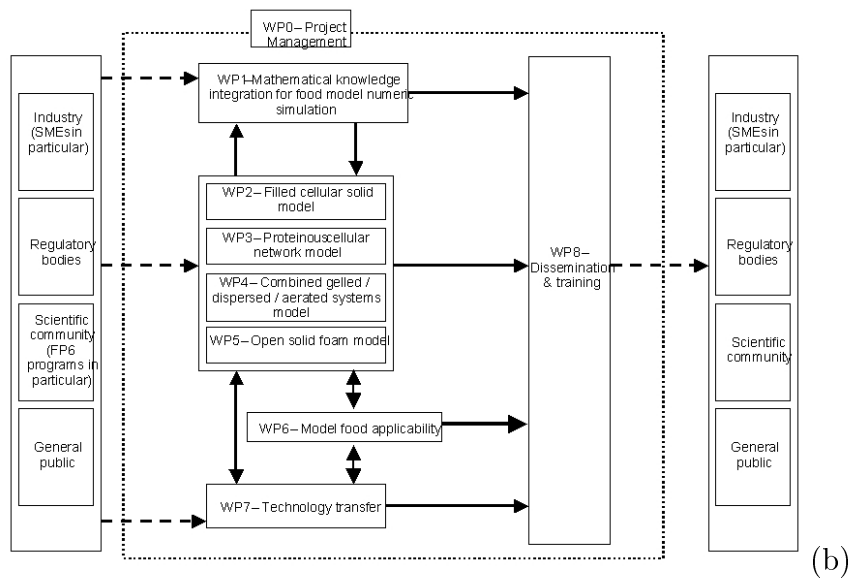 WP0– Project
Management
Industry
(SMEsin
particular)
Regulatory
bodies
Scientific
community
(FP6
programs in
particular)
General
public
WP1–Mathematical knowledge
integration for food model numeric
simulation
WP2– Filled cellular solid
model
WP3– Proteinouscellular
network model
WP4– Combined gelled /
dispersed / aerated systems
model
WP5– Open solid foam model
WP6– Model food applicability
WP7– Technology transfer
WP8–
Dissemination
& training
Industry
(SMEsin
particular)
Regulatory
bodies
Scientific
community
General
public
(b)